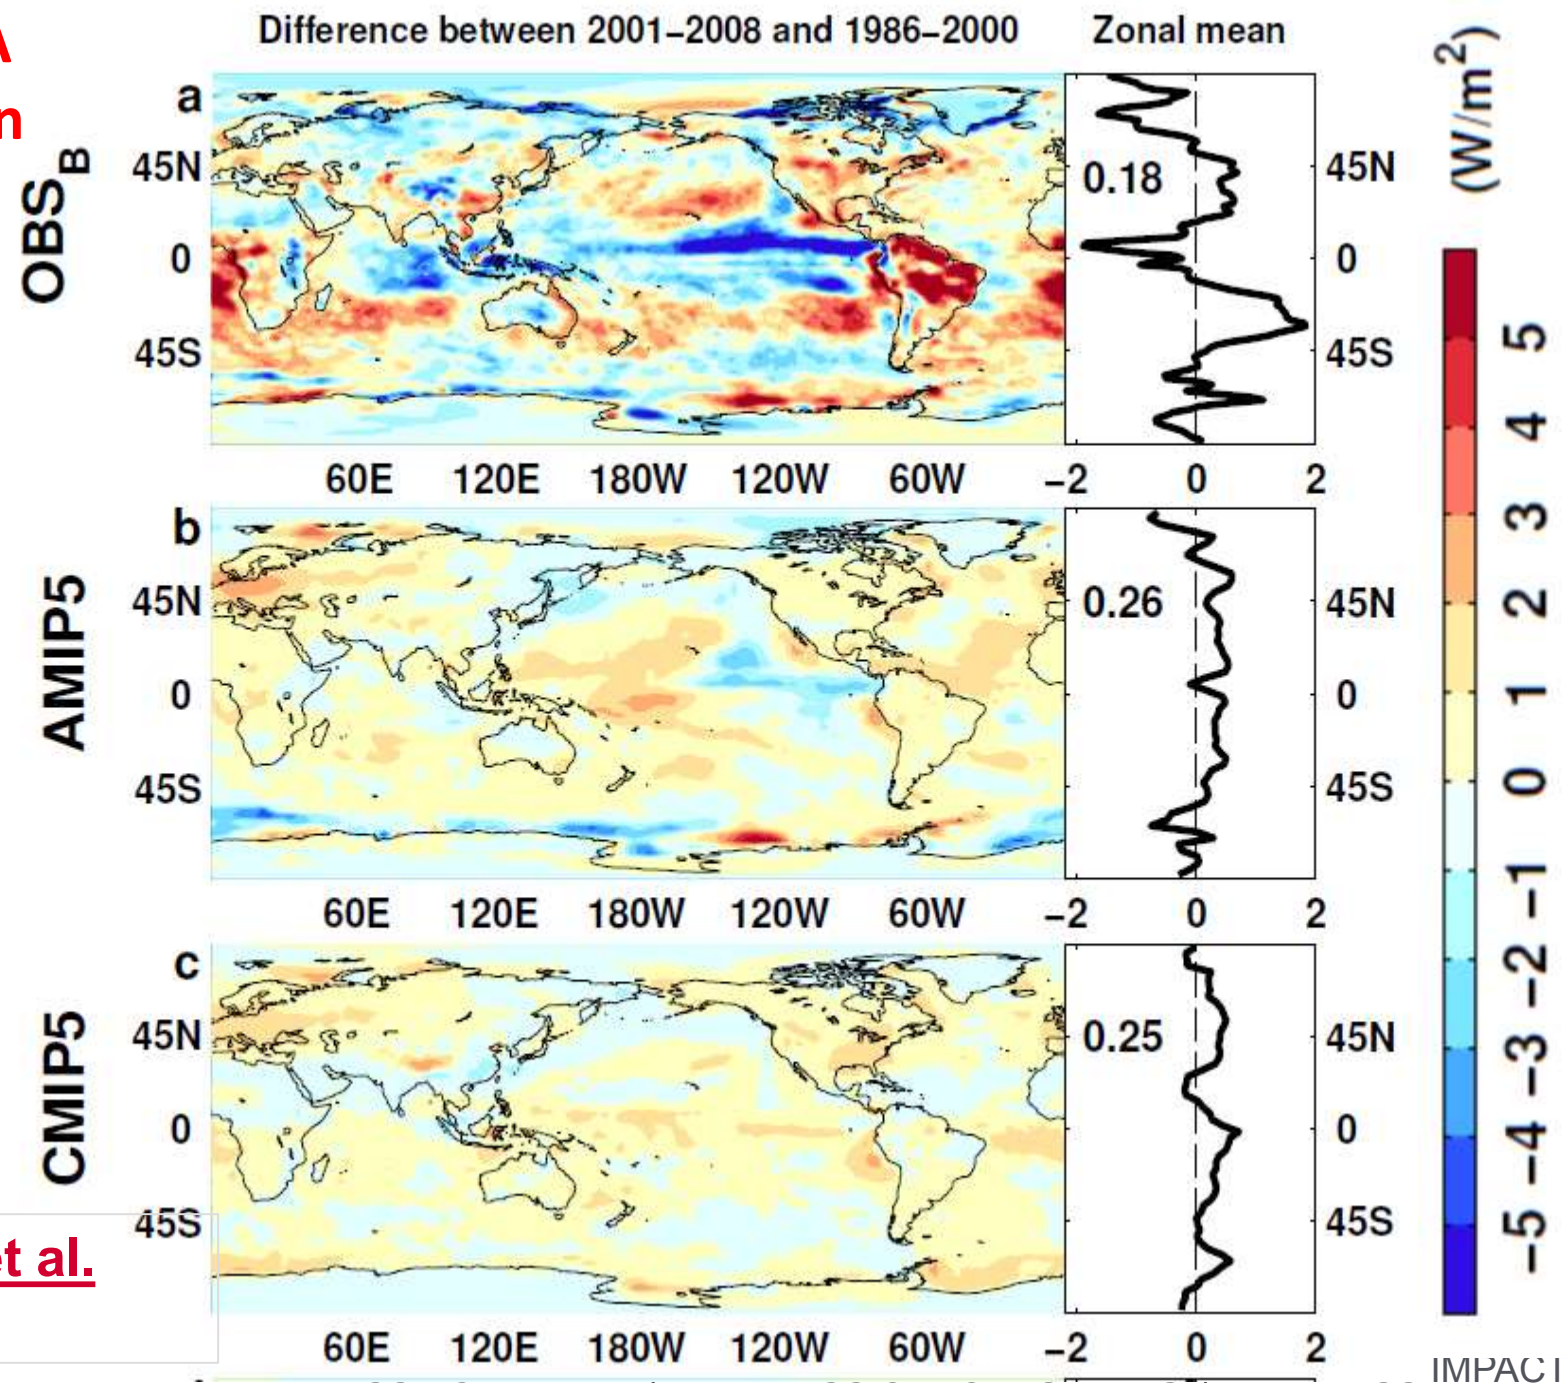 A
n
Difference between 2001–2008 and 1986–2000
Zonal mean
(W/m²)
a
OBS_B
45N
0
45S
0.18
45N
0
45S
60E 120E 180W 120W 60W
−2 0 2
b
AMIP5
45N
0
45S
0.26
45N
0
45S
60E 120E 180W 120W 60W
−2 0 2
c
CMIP5
45N
0
45S
0.25
45N
0
45S
60E 120E 180W 120W 60W
−2 0 2
5
4
3
2
1
0
−1
−2
−3
−4
−5
et al.
IMPACT